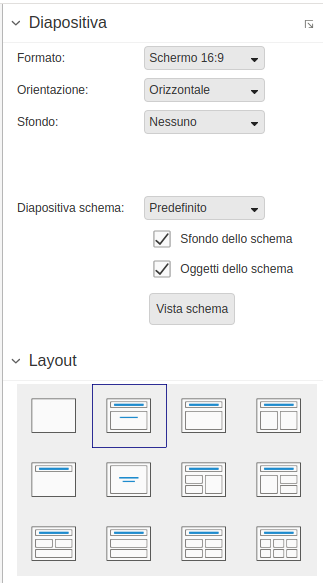 Diapositiva
Formato: Schermo 16:9
Orientazione: Orizzontale
Sfondo: Nessuno
Diapositiva schema: Predefinito
Sfondo dello schema
Oggetti dello schema
Vista schema
Layout